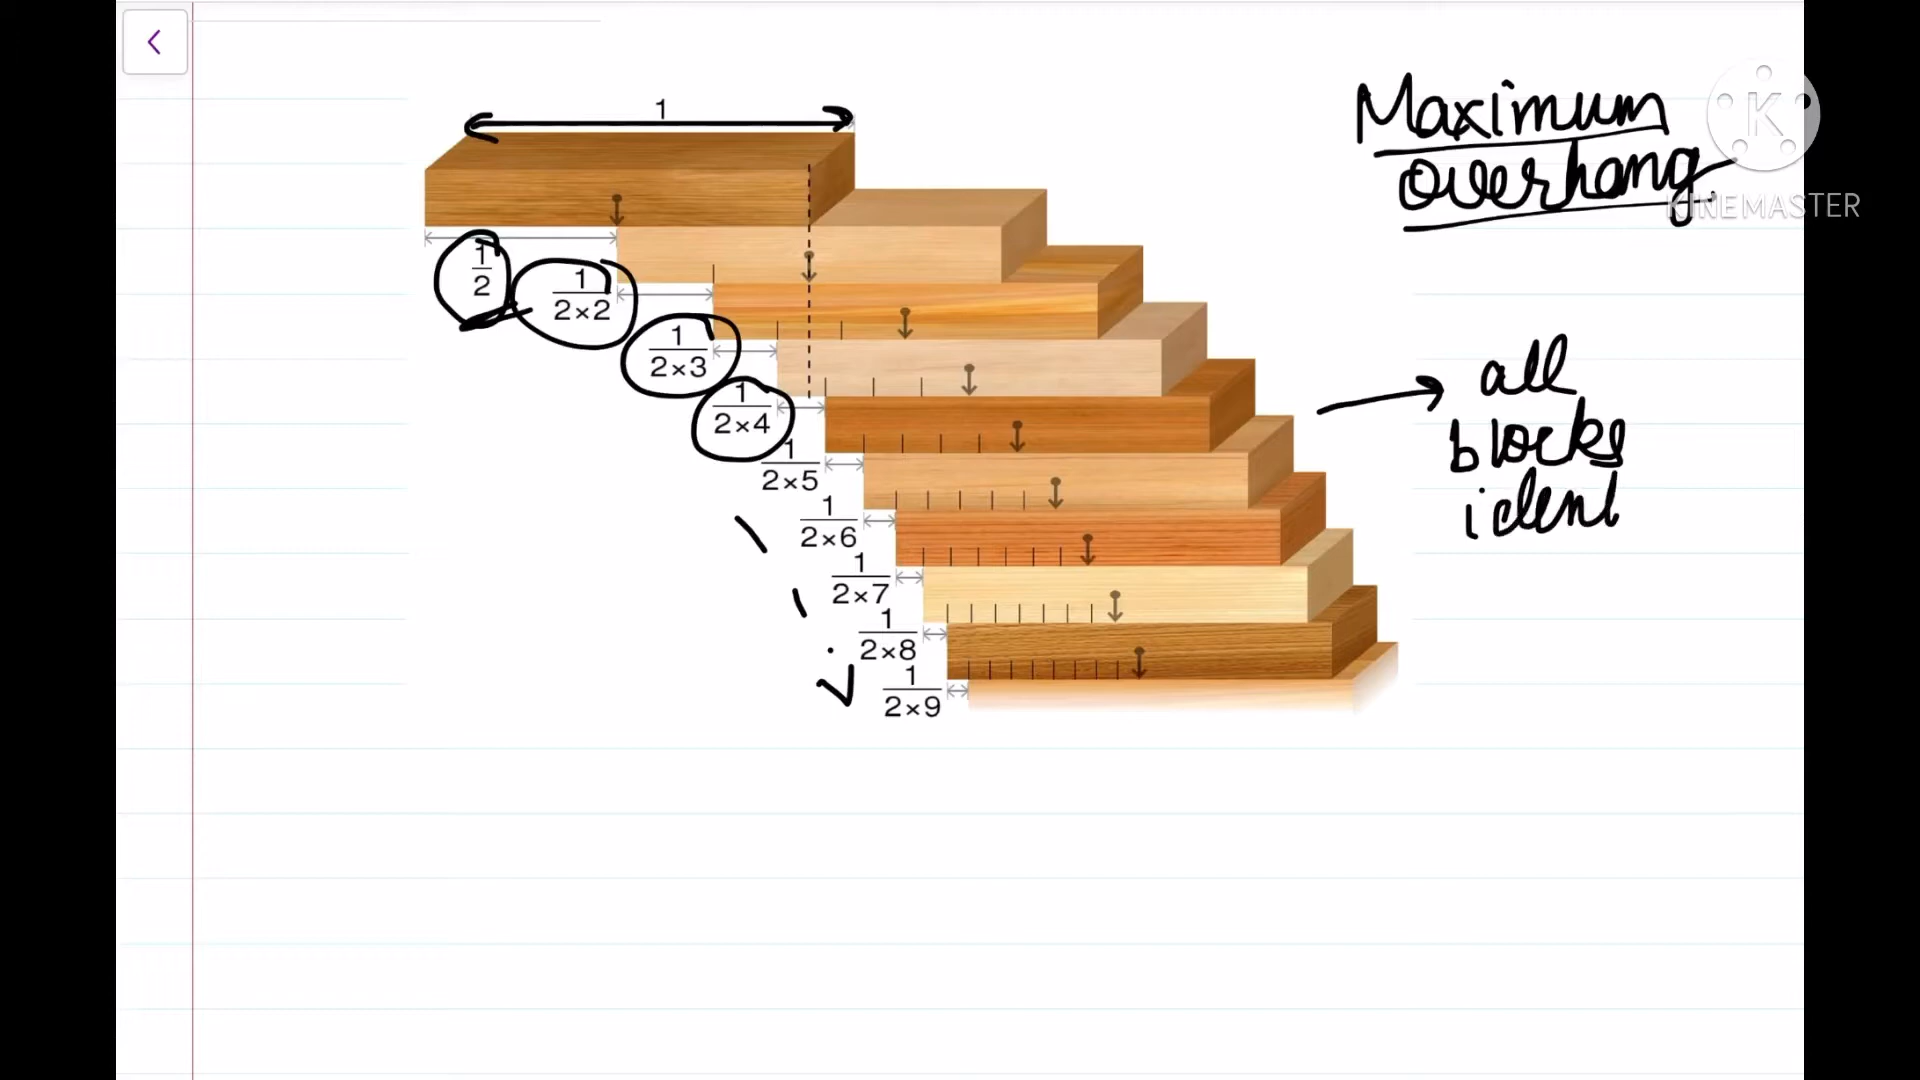 1
Maximum
overhang
K
KINEMASTER
1
2
1
2×2
1
2×3
1
2×4
1
2×5
1
2×6
1
2×7
1
2×8
1
2×9
all
blocks
ident